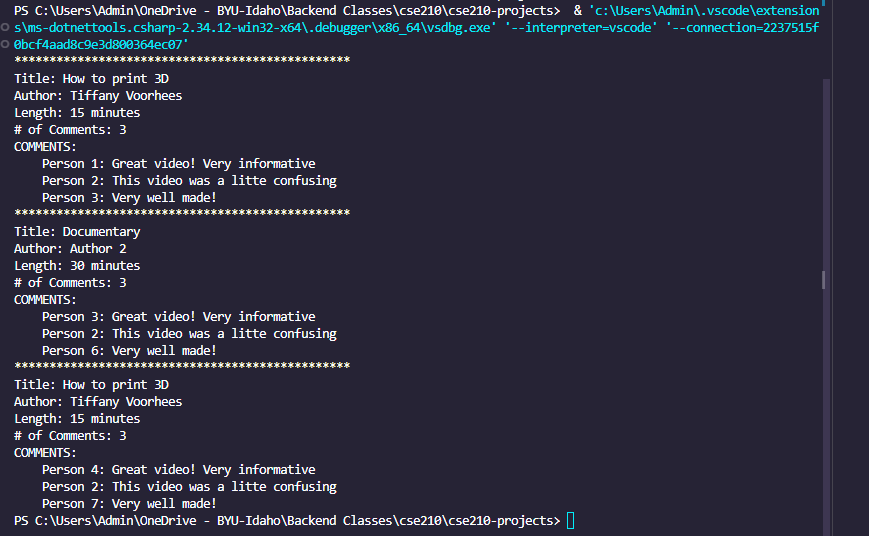 PS C:\Users\Admin\OneDrive - BYU-Idaho\Backend Classes\cse210\cse210-projects>  & 'c:\Users\Admin\.vscode\extension
s\ms-dotnettools.csharp-2.34.12-win32-x64\.debugger\x86_64\vsdbg.exe' '--interpreter=vscode' '--connection=2237515f
0bcf4aad8c9e3d800364ec07'
************************************************
Title: How to print 3D
Author: Tiffany Voorhees
Length: 15 minutes
# of Comments: 3
COMMENTS:
    Person 1: Great video! Very informative
    Person 2: This video was a litte confusing
    Person 3: Very well made!
************************************************
Title: Documentary
Author: Author 2
Length: 30 minutes
# of Comments: 3
COMMENTS:
    Person 3: Great video! Very informative
    Person 2: This video was a litte confusing
    Person 6: Very well made!
************************************************
Title: How to print 3D
Author: Tiffany Voorhees
Length: 15 minutes
# of Comments: 3
COMMENTS:
    Person 4: Great video! Very informative
    Person 2: This video was a litte confusing
    Person 7: Very well made!
PS C:\Users\Admin\OneDrive - BYU-Idaho\Backend Classes\cse210\cse210-projects>